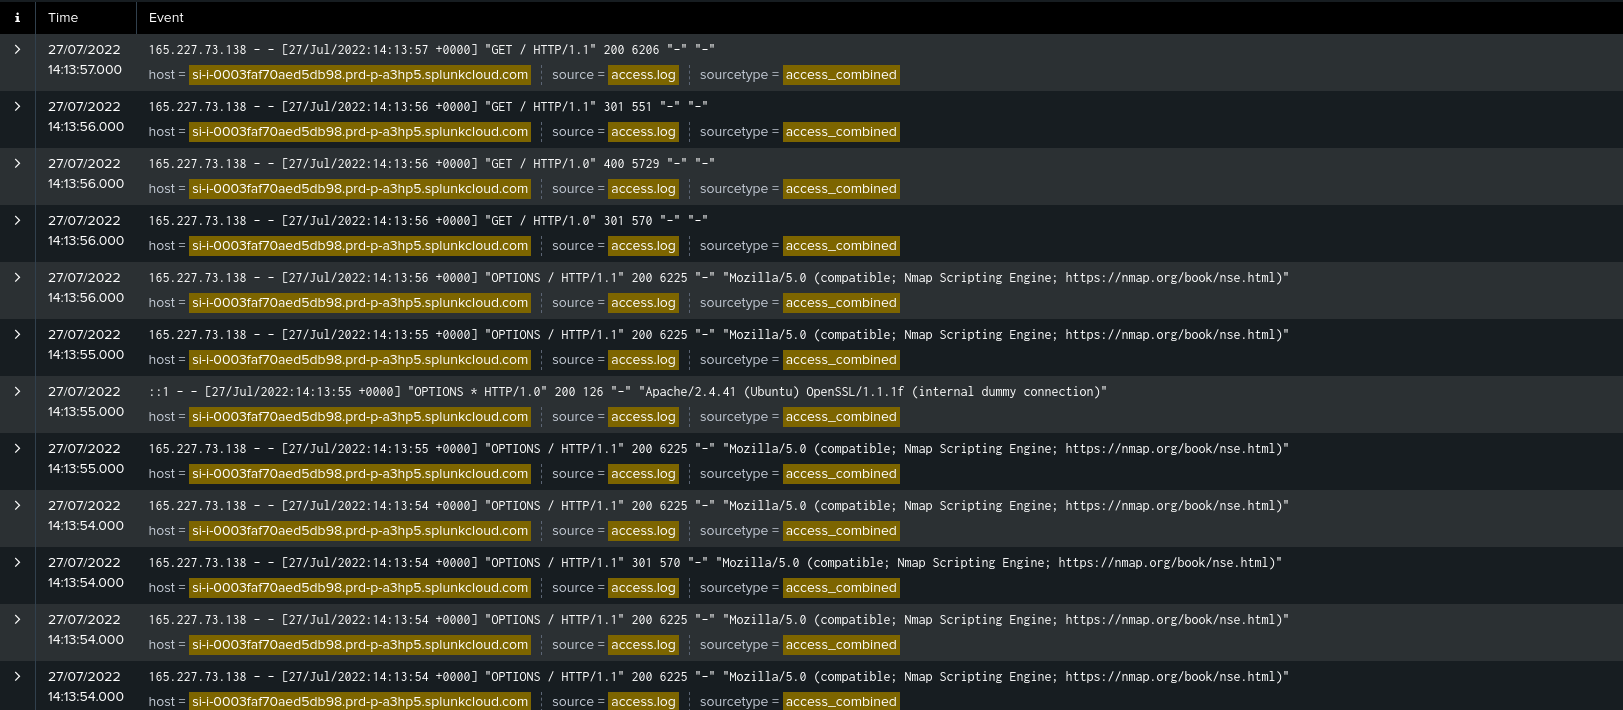 i Time Event
27/07/2022 165.227.73.138 - - [27/Jul/2022:14:13:57 +0000] "GET / HTTP/1.1" 200 6206 "-" "-"
14:13:57.000 host = si-i-0003faf70aed5db98.prd-p-a3hp5.splunkcloud.com source = access.log sourcetype = access_combined
27/07/2022 165.227.73.138 - - [27/Jul/2022:14:13:56 +0000] "GET / HTTP/1.1" 301 551 "-" "-"
14:13:56.000 host = si-i-0003faf70aed5db98.prd-p-a3hp5.splunkcloud.com source = access.log sourcetype = access_combined
27/07/2022 165.227.73.138 - - [27/Jul/2022:14:13:56 +0000] "GET / HTTP/1.0" 400 5729 "-" "-"
14:13:56.000 host = si-i-0003faf70aed5db98.prd-p-a3hp5.splunkcloud.com source = access.log sourcetype = access_combined
27/07/2022 165.227.73.138 - - [27/Jul/2022:14:13:56 +0000] "GET / HTTP/1.0" 301 570 "-" "-"
14:13:56.000 host = si-i-0003faf70aed5db98.prd-p-a3hp5.splunkcloud.com source = access.log sourcetype = access_combined
27/07/2022 165.227.73.138 - - [27/Jul/2022:14:13:56 +0000] "OPTIONS / HTTP/1.1" 200 6225 "-" "Mozilla/5.0 (compatible; Nmap Scripting Engine; https://nmap.org/book/nse.html)"
14:13:56.000 host = si-i-0003faf70aed5db98.prd-p-a3hp5.splunkcloud.com source = access.log sourcetype = access_combined
27/07/2022 165.227.73.138 - - [27/Jul/2022:14:13:55 +0000] "OPTIONS / HTTP/1.1" 200 6225 "-" "Mozilla/5.0 (compatible; Nmap Scripting Engine; https://nmap.org/book/nse.html)"
14:13:55.000 host = si-i-0003faf70aed5db98.prd-p-a3hp5.splunkcloud.com source = access.log sourcetype = access_combined
27/07/2022 ::1 - - [27/Jul/2022:14:13:55 +0000] "OPTIONS * HTTP/1.0" 200 126 "-" "Apache/2.4.41 (Ubuntu) OpenSSL/1.1.1f (internal dummy connection)"
14:13:55.000 host = si-i-0003faf70aed5db98.prd-p-a3hp5.splunkcloud.com source = access.log sourcetype = access_combined
27/07/2022 165.227.73.138 - - [27/Jul/2022:14:13:55 +0000] "OPTIONS / HTTP/1.1" 200 6225 "-" "Mozilla/5.0 (compatible; Nmap Scripting Engine; https://nmap.org/book/nse.html)"
14:13:55.000 host = si-i-0003faf70aed5db98.prd-p-a3hp5.splunkcloud.com source = access.log sourcetype = access_combined
27/07/2022 165.227.73.138 - - [27/Jul/2022:14:13:54 +0000] "OPTIONS / HTTP/1.1" 200 6225 "-" "Mozilla/5.0 (compatible; Nmap Scripting Engine; https://nmap.org/book/nse.html)"
14:13:54.000 host = si-i-0003faf70aed5db98.prd-p-a3hp5.splunkcloud.com source = access.log sourcetype = access_combined
27/07/2022 165.227.73.138 - - [27/Jul/2022:14:13:54 +0000] "OPTIONS / HTTP/1.1" 301 570 "-" "Mozilla/5.0 (compatible; Nmap Scripting Engine; https://nmap.org/book/nse.html)"
14:13:54.000 host = si-i-0003faf70aed5db98.prd-p-a3hp5.splunkcloud.com source = access.log sourcetype = access_combined
27/07/2022 165.227.73.138 - - [27/Jul/2022:14:13:54 +0000] "OPTIONS / HTTP/1.1" 200 6225 "-" "Mozilla/5.0 (compatible; Nmap Scripting Engine; https://nmap.org/book/nse.html)"
14:13:54.000 host = si-i-0003faf70aed5db98.prd-p-a3hp5.splunkcloud.com source = access.log sourcetype = access_combined
27/07/2022 165.227.73.138 - - [27/Jul/2022:14:13:54 +0000] "OPTIONS / HTTP/1.1" 200 6225 "-" "Mozilla/5.0 (compatible; Nmap Scripting Engine; https://nmap.org/book/nse.html)"
14:13:54.000 host = si-i-0003faf70aed5db98.prd-p-a3hp5.splunkcloud.com source = access.log sourcetype = access_combined